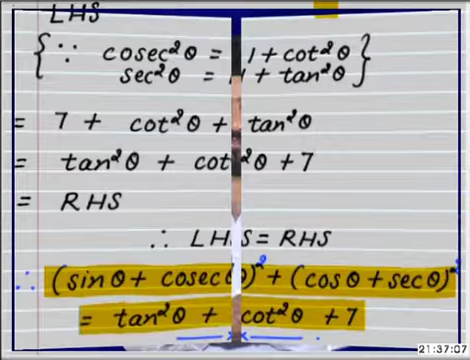 LHS
{∵ cosec²θ = 1 + cot²θ}
sec²θ = 1 + tan²θ
= 7 + cot²θ + tan²θ
= tan²θ + cot²θ + 7
= RHS
∴ LHS = RHS
∴ (sinθ + cosecθ)² + (cosθ + secθ)²
= tan²θ + cot²θ + 7
21:37:07